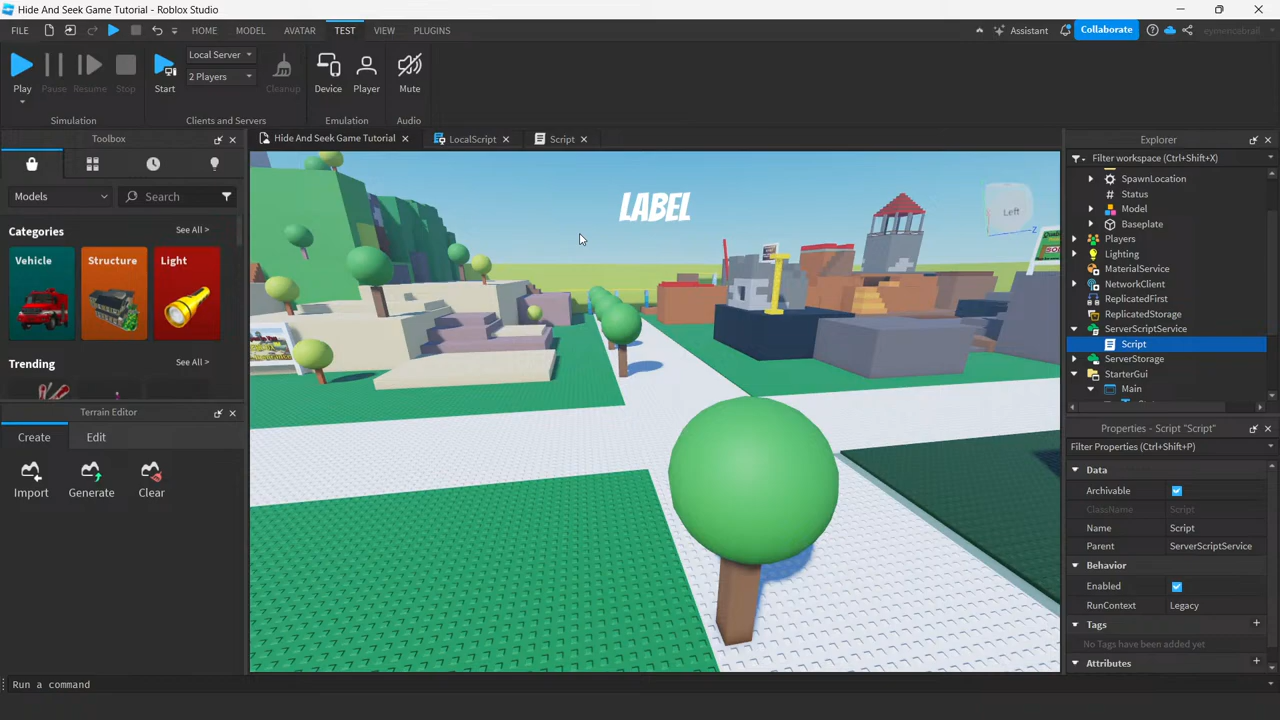 Hide And Seek Game Tutorial - Roblox Studio
FILE
HOME
MODEL
AVATAR
TEST
VIEW
PLUGINS
Assistant
Collaborate
Play
Pause
Resume
Stop
Simulation
Local Server
2 Players
Start
Cleanup
Clients and Servers
Device
Player
Emulation
Mute
Audio
Toolbox
Models
Search
Categories
See All >
Vehicle
Structure
Light
Trending
See All >
Terrain Editor
Create
Edit
Import
Generate
Clear
Hide And Seek Game Tutorial
LocalScript
Script
LABEL
Left
Z
Explorer
Filter workspace (Ctrl+Shift+X)
SpawnLocation
Status
Model
Baseplate
Players
Lighting
MaterialService
NetworkClient
ReplicatedFirst
ReplicatedStorage
ServerScriptService
Script
ServerStorage
StarterGui
Main
Properties - Script "Script"
Filter Properties (Ctrl+Shift+P)
Data
Archivable
ClassName Script
Name Script
Parent ServerScriptService
Behavior
Enabled
RunContext Legacy
Tags
No Tags have been added yet
Attributes
Run a command